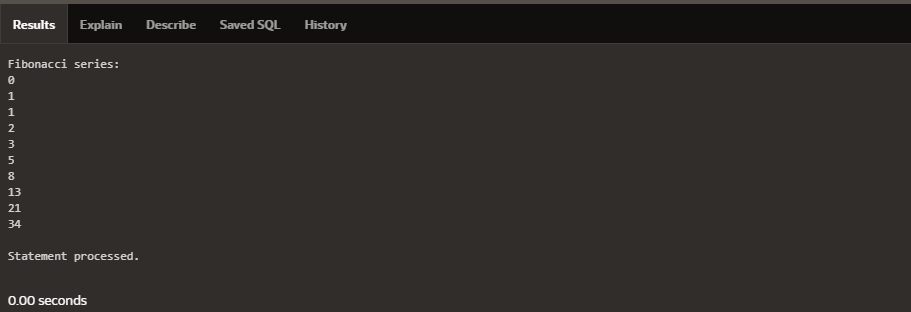 Results Explain Describe Saved SQL History
Fibonacci series:
0
1
1
2
3
5
8
13
21
34
Statement processed.
0.00 seconds